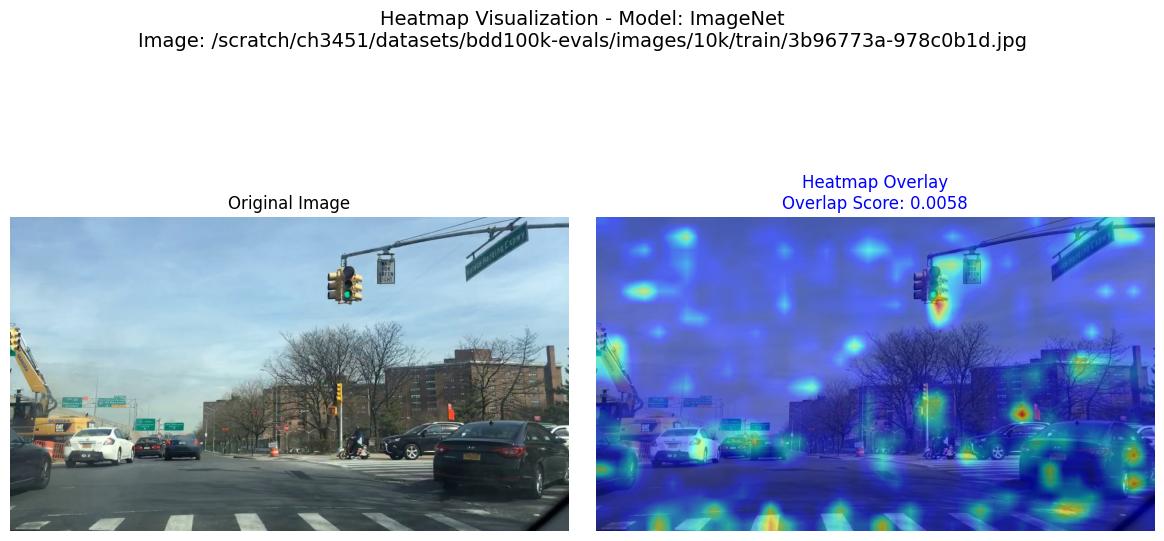 Heatmap Visualization - Model: ImageNet
Image: /scratch/ch3451/datasets/bdd100k-evals/images/10k/train/3b96773a-978c0b1d.jpg
Original Image
Heatmap Overlay
Overlap Score: 0.0058